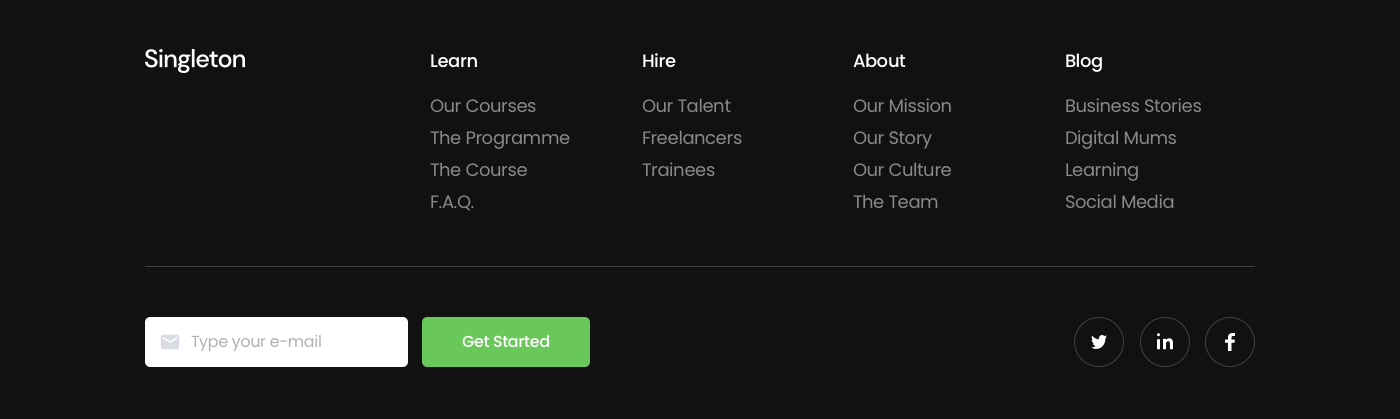 Singleton
Learn
Our Courses
The Programme
The Course
F.A.Q.
Hire
Our Talent
Freelancers
Trainees
About
Our Mission
Our Story
Our Culture
The Team
Blog
Business Stories
Digital Mums
Learning
Social Media
Type your e-mail
Get Started